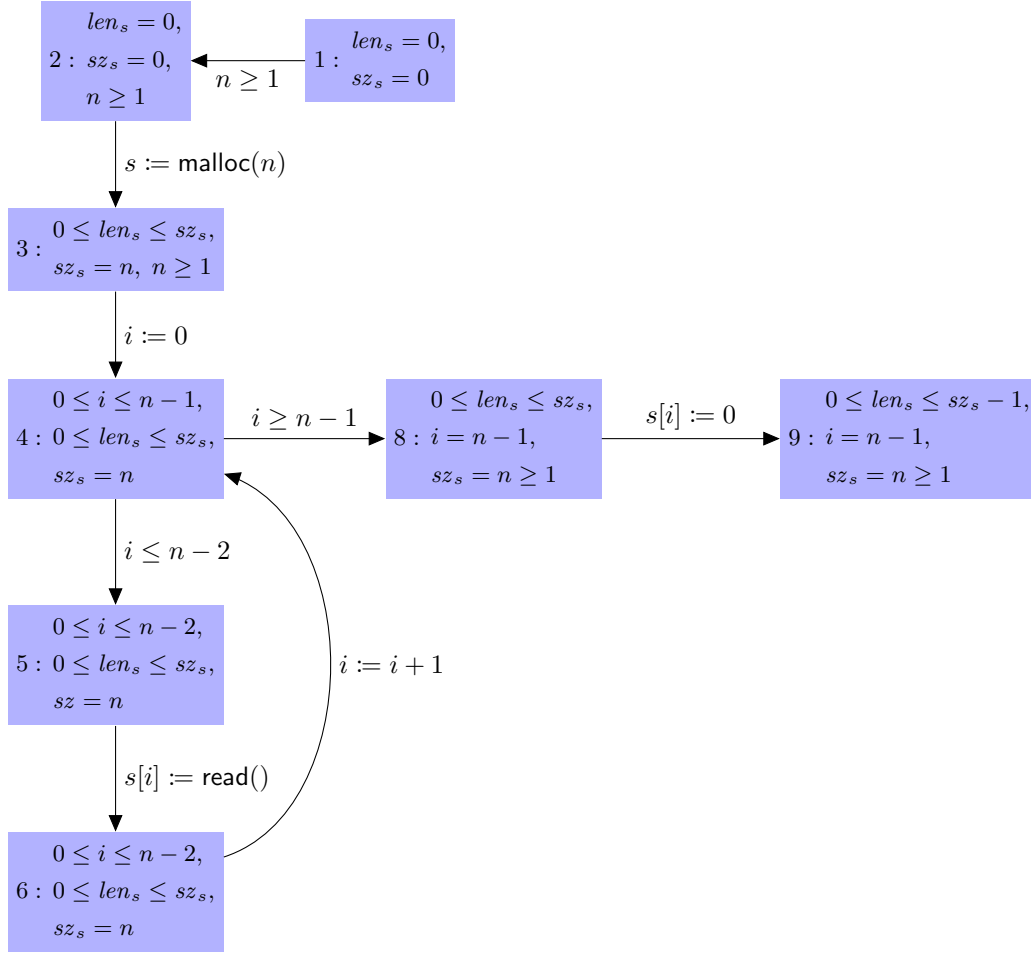 len_s = 0,
2 : sz_s = 0,
n ≥ 1
n ≥ 1
len_s = 0,
1 :
sz_s = 0
s := malloc(n)
0 ≤ len_s ≤ sz_s,
3 :
sz_s = n, n ≥ 1
i := 0
0 ≤ i ≤ n − 1,
4 : 0 ≤ len_s ≤ sz_s,
sz_s = n
i ≥ n − 1
0 ≤ len_s ≤ sz_s,
8 : i = n − 1,
sz_s = n ≥ 1
s[i] := 0
0 ≤ len_s ≤ sz_s − 1,
9 : i = n − 1,
sz_s = n ≥ 1
i ≤ n − 2
0 ≤ i ≤ n − 2,
5 : 0 ≤ len_s ≤ sz_s,
sz = n
i := i + 1
s[i] := read()
0 ≤ i ≤ n − 2,
6 : 0 ≤ len_s ≤ sz_s,
sz_s = n